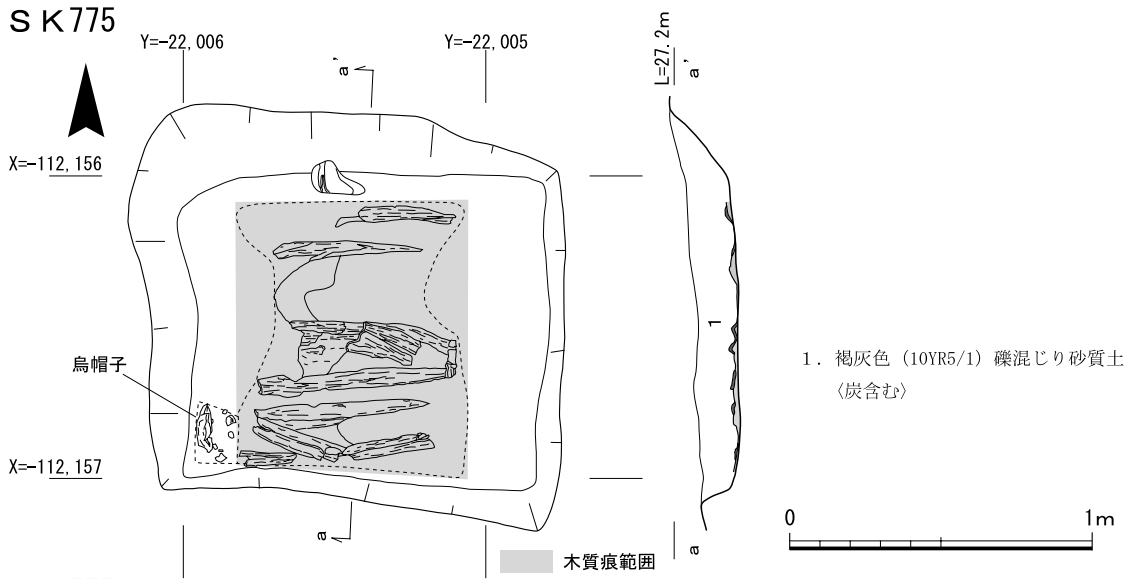 ＳＫ775
Y=-22,006
Y=-22,005
a'
L=27.2m
a'
X=-112,156
1
烏帽子
1. 褐灰色（10YR5/1）礫混じり砂質土
〈炭含む〉
X=-112,157
0
1m
a
a
木質痕範囲